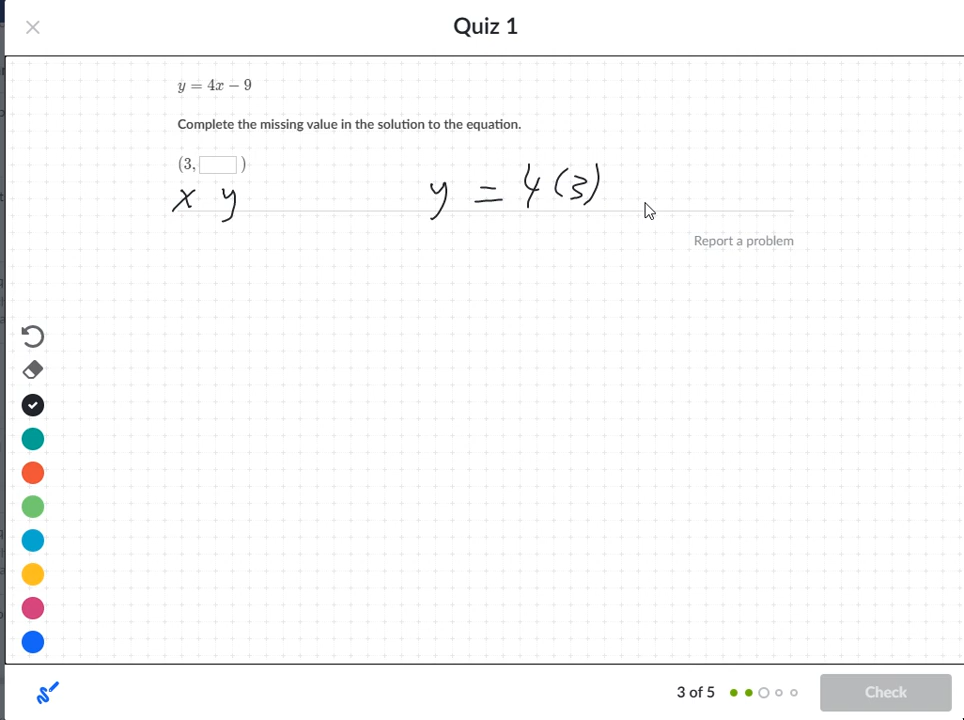 Quiz 1
y = 4x − 9
Complete the missing value in the solution to the equation.
(3, )
x y
y = 4(3)
Report a problem
3 of 5
Check